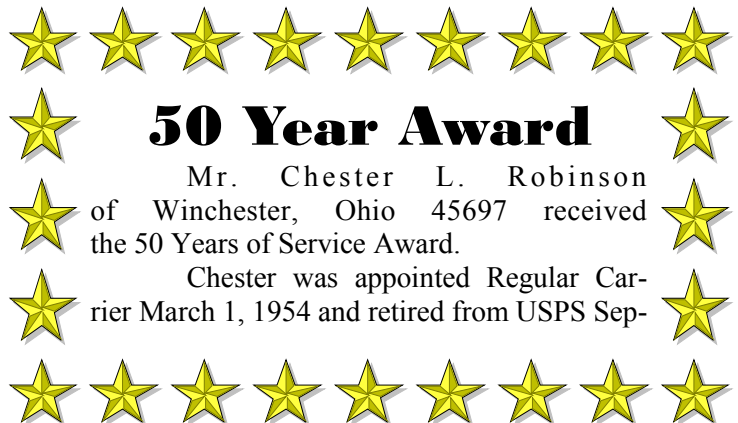 50 Year Award
Mr. Chester L. Robinson
of Winchester, Ohio 45697 received
the 50 Years of Service Award.
Chester was appointed Regular Car-
rier March 1, 1954 and retired from USPS Sep-